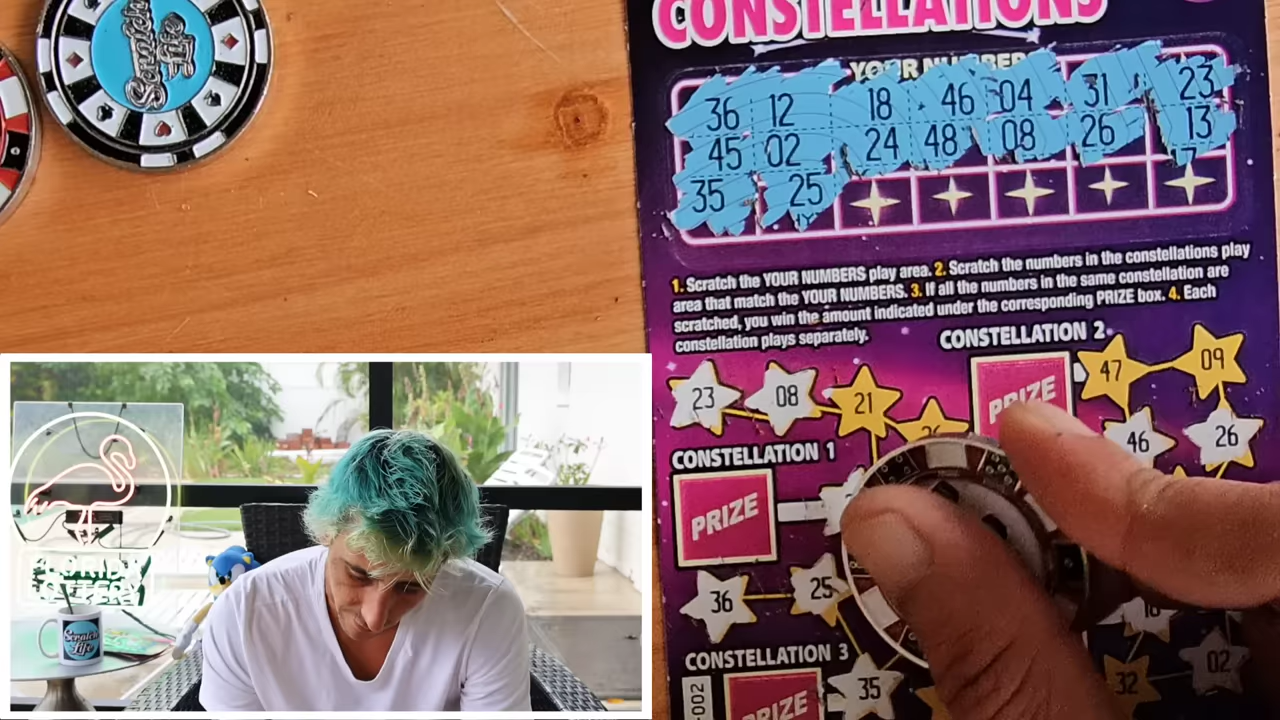 Scratch
Life
CONSTELLATIONS
YOUR NUMBERS
36 12 18 46 04 31 23
45 02 24 48 08 26 13
35 25
1. Scratch the YOUR NUMBERS play area. 2. Scratch the numbers in the constellations play
area that match the YOUR NUMBERS. 3. If all the numbers in the same constellation are
scratched, you win the amount indicated under the corresponding PRIZE box. 4. Each
constellation plays separately.
CONSTELLATION 2
PRIZE
47 09
46 26
23 08 21
CONSTELLATION 1
PRIZE
36 25
32 02
CONSTELLATION 3
PRIZE
35
002
Scratch
Life